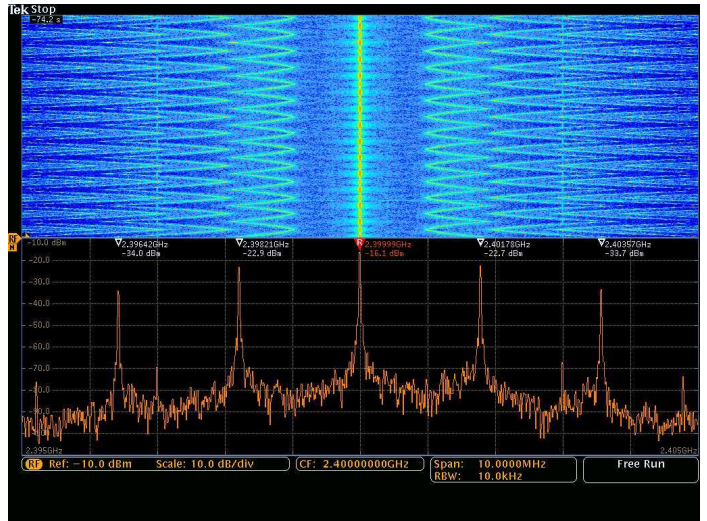 Tek Stop
-74.2 s
-10.0 dBm
2.39642GHz 2.39821GHz R 2.39999GHz 2.40178GHz 2.40357GHz
-34.0 dBm -22.9 dBm -16.1 dBm -22.7 dBm -33.7 dBm
-20.0
-30.0
-40.0
-50.0
-60.0
-70.0
-80.0
-90.0
2.395GHz 2.405GHz
RF Ref: -10.0 dBm Scale: 10.0 dB/div CF: 2.40000000GHz Span: 10.0000MHz Free Run
RBW: 10.0kHz